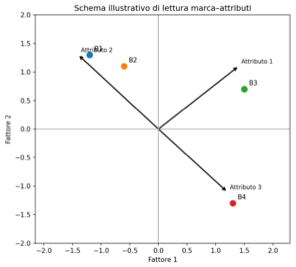 Schema illustrativo di lettura marca–attributi
2.0
1.5
1.0
0.5
0.0
−0.5
−1.0
−1.5
−2.0
Fattore 2
B1
Attributo 2
B2
Attributo 1
B3
Attributo 3
B4
−2.0 −1.5 −1.0 −0.5 0.0 0.5 1.0 1.5 2.0
Fattore 1